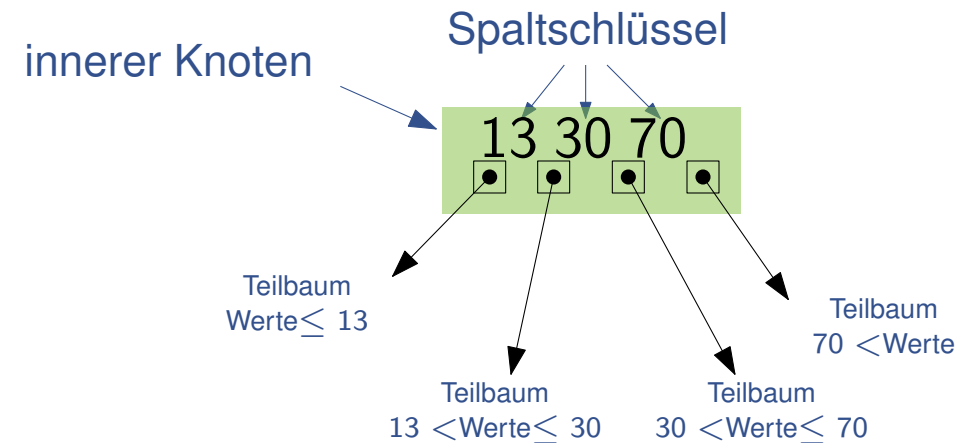 Spaltschlüssel
innerer Knoten
13 30 70
Teilbaum
Werte≤ 13
Teilbaum
70 <Werte
Teilbaum
13 <Werte≤ 30
Teilbaum
30 <Werte≤ 70